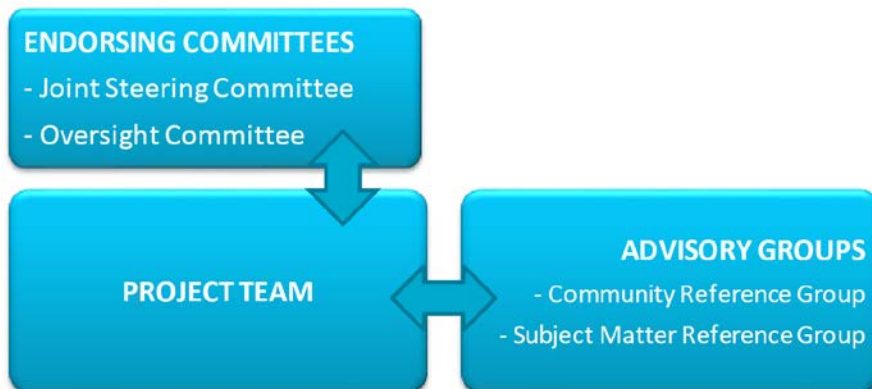 ENDORSING COMMITTEES
- Joint Steering Committee
- Oversight Committee
PROJECT TEAM
ADVISORY GROUPS
- Community Reference Group
- Subject Matter Reference Group